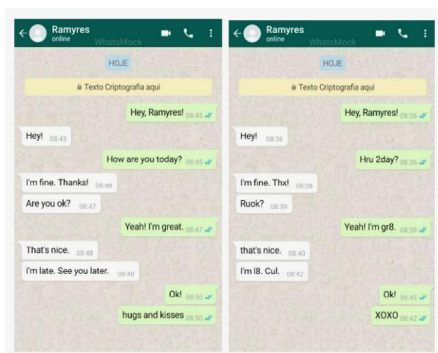 Ramyres
online
WhatsMock
HOJE
Texto Criptografia aqui
Hey, Ramyres! 08:45
Hey! 08:45
How are you today? 08:45
I'm fine. Thanks! 08:46
Are you ok? 08:47
Yeah! I'm great. 08:47
That's nice. 08:48
I'm late. See you later. 08:48
Ok! 08:50
hugs and kisses 08:50
Ramyres
online
WhatsMock
HOJE
Texto Criptografia aqui
Hey, Ramyres! 08:36
Hey! 08:36
Hru 2day? 08:36
I'm fine. Thx! 08:38
Ruok? 08:39
Yeah! I'm gr8. 08:39
that's nice. 08:40
I'm l8. Cul. 08:42
Ok! 08:42
XOXO 08:42